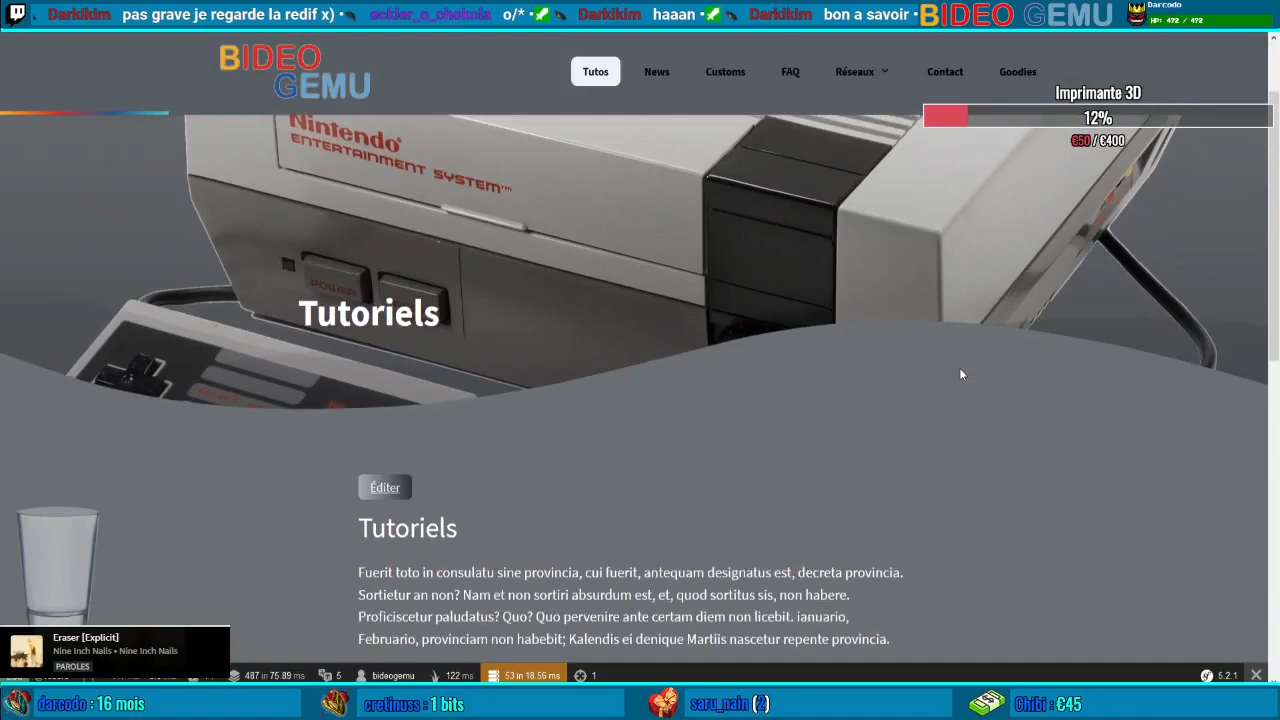 Darkikim pas grave je regarde la redif x) • ockior_o_chokola o/* • Darkikim haaan • Darkikim bon a savoir • BIDEO GEMU Darcodo
HP: 472 / 472
BIDEO
GEMU
Tutos News Customs FAQ Réseaux Contact Goodies
Imprimante 3D
12%
€50 / €400
Nintendo
ENTERTAINMENT SYSTEM™
POWER
Tutoriels
Éditer
Tutoriels
Fuerit toto in consulatu sine provincia, cui fuerit, antequam designatus est, decreta provincia.
Sortietur an non? Nam et non sortiri absurdum est, et, quod sortitus sis, non habere.
Proficiscetur paludatus? Quo? Quo pervenire ante certam diem non licebit. ianuario,
Februario, provinciam non habebit; Kalendis ei denique Martiis nascetur repente provincia.
Eraser [Explicit]
Nine Inch Nails • Nine Inch Nails
PAROLES
487 in 75.89 ms 5 bideogemu 122 ms 53 in 18.56 ms 1 5.2.1
darcodo : 16 mois cretinuss : 1 bits saru_nain (2) Chibi : €45